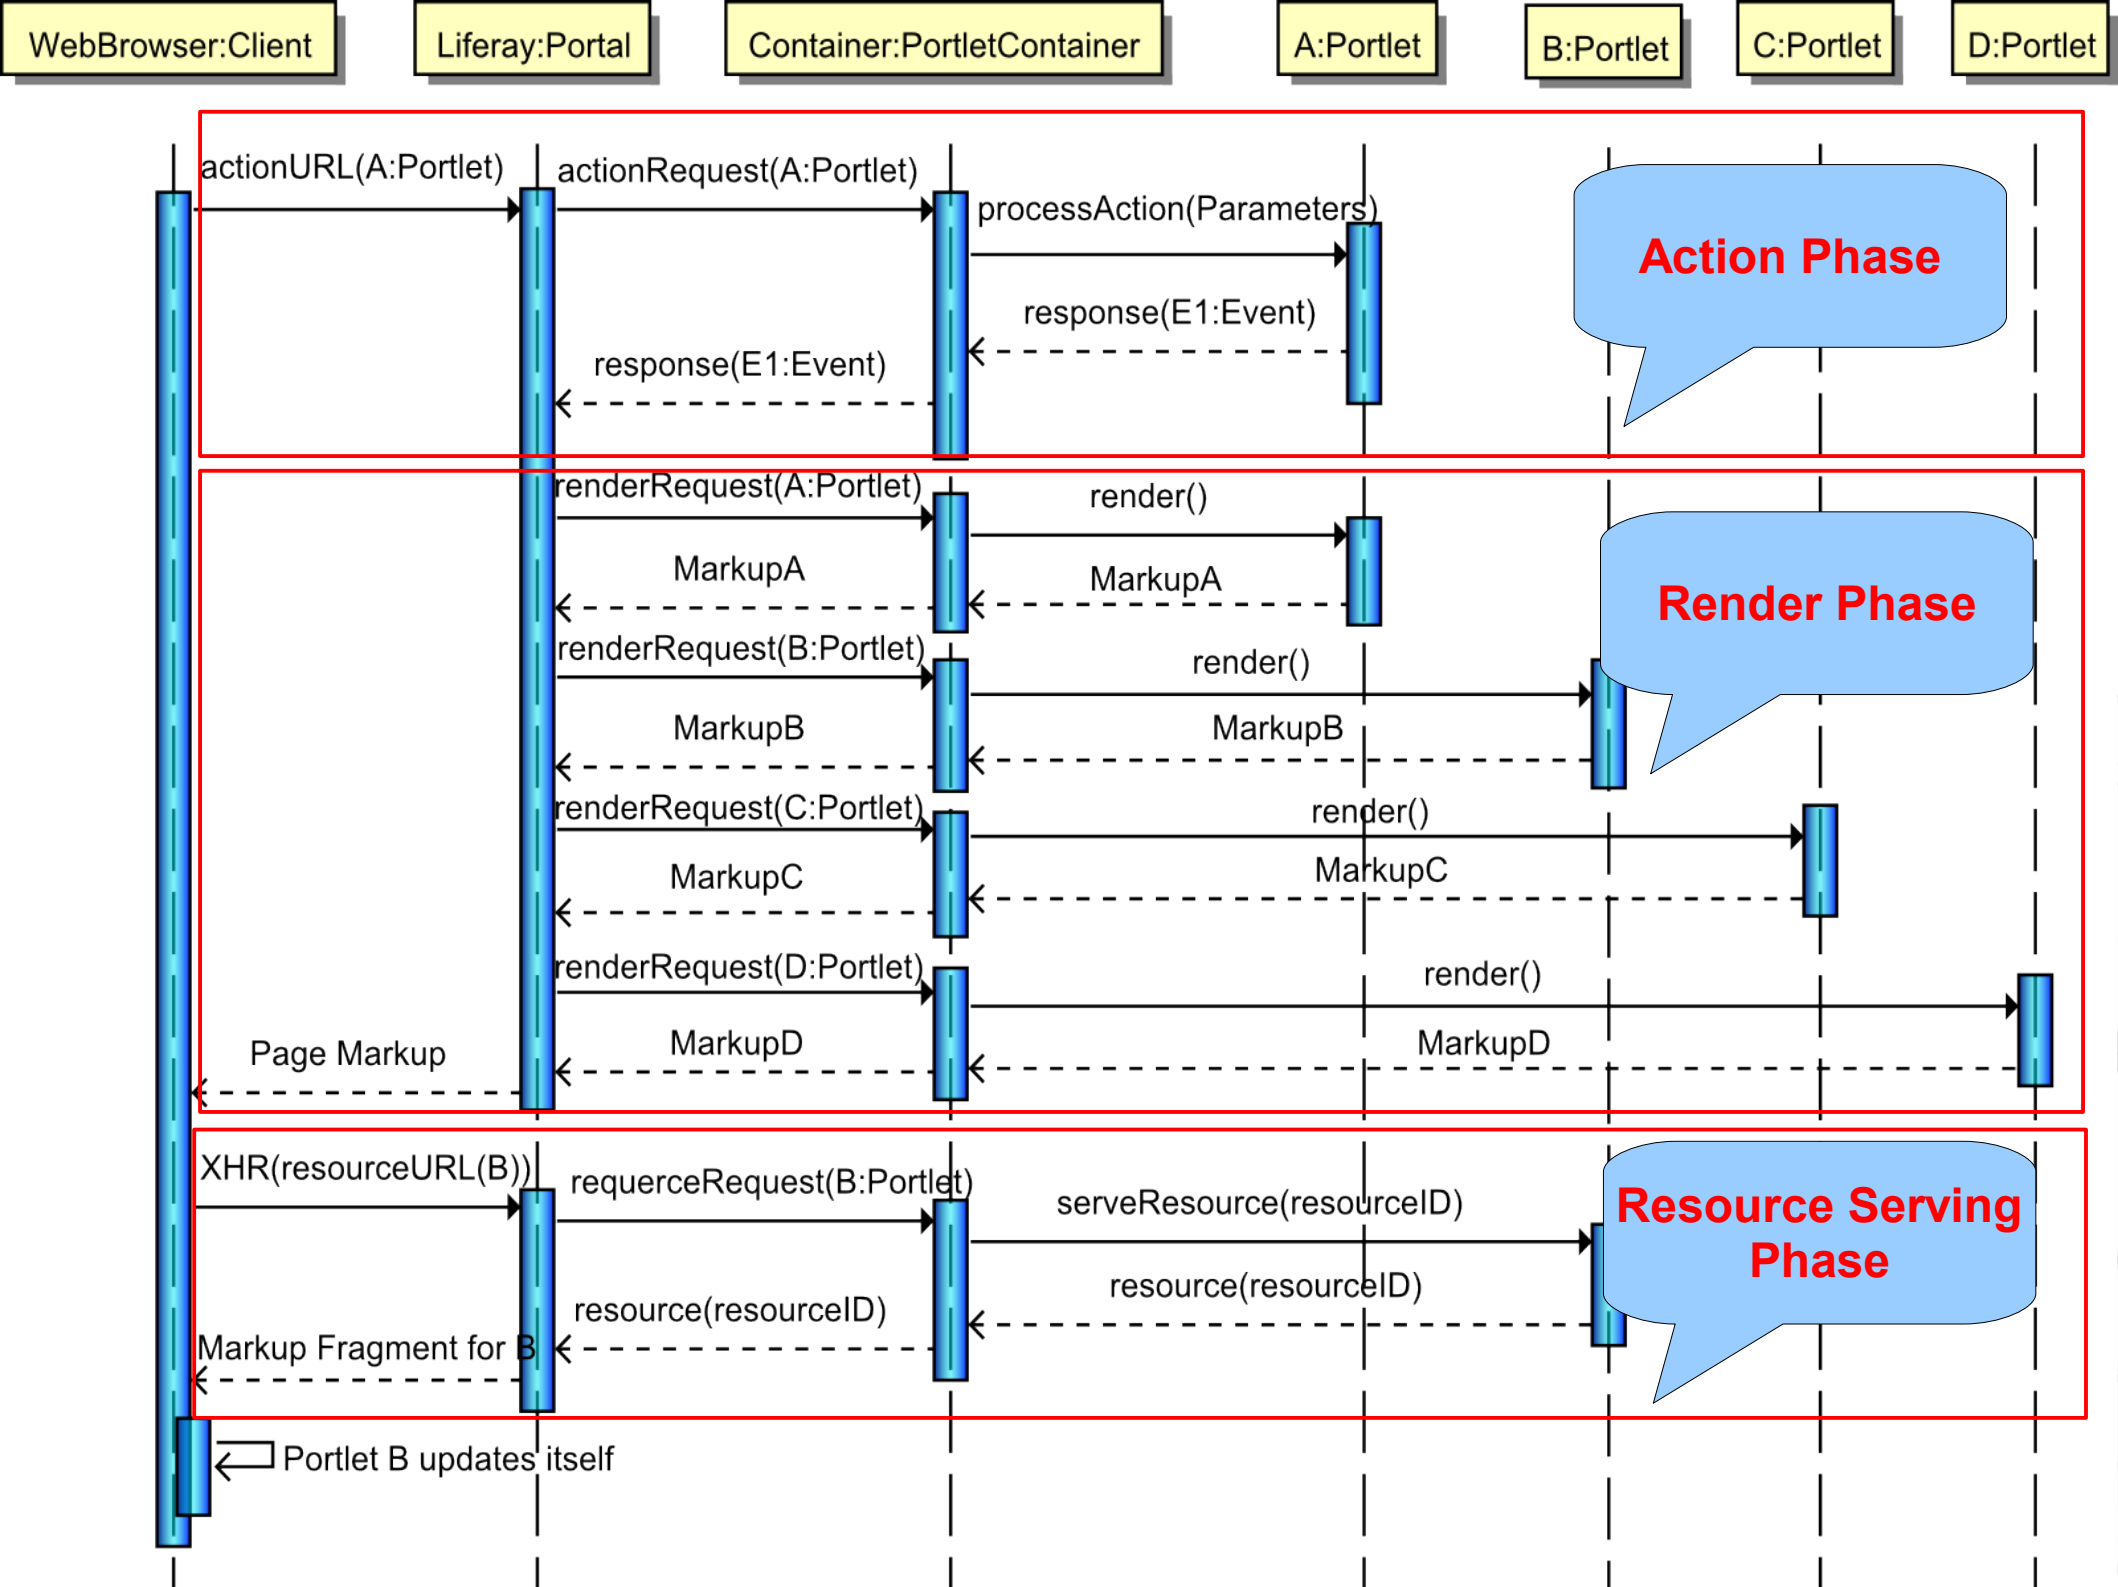 WebBrowser:Client
Liferay:Portal
Container:PortletContainer
A:Portlet
B:Portlet
C:Portlet
D:Portlet
actionURL(A:Portlet)
actionRequest(A:Portlet)
processAction(Parameters)
Action Phase
response(E1:Event)
response(E1:Event)
renderRequest(A:Portlet)
render()
MarkupA
MarkupA
Render Phase
renderRequest(B:Portlet)
render()
MarkupB
MarkupB
renderRequest(C:Portlet)
render()
MarkupC
MarkupC
renderRequest(D:Portlet)
render()
MarkupD
MarkupD
Page Markup
XHR(resourceURL(B))
requerceRequest(B:Portlet)
serveResource(resourceID)
Resource Serving
Phase
resource(resourceID)
resource(resourceID)
Markup Fragment for B
Portlet B updates itself